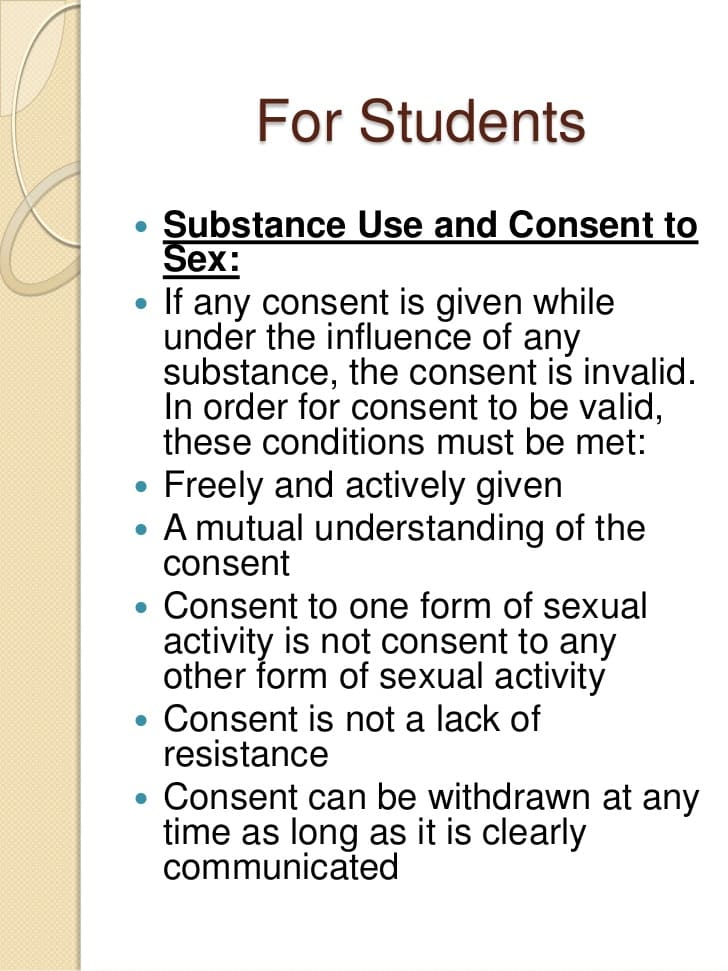 For Students
• Substance Use and Consent to
Sex:
• If any consent is given while
under the influence of any
substance, the consent is invalid.
In order for consent to be valid,
these conditions must be met:
• Freely and actively given
• A mutual understanding of the
consent
• Consent to one form of sexual
activity is not consent to any
other form of sexual activity
• Consent is not a lack of
resistance
• Consent can be withdrawn at any
time as long as it is clearly
communicated